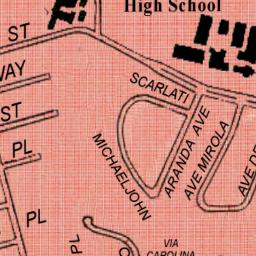 High School
ST
WAY
SCARLATI
ST
MICHAELJOHN
ARANDA AVE
AVE MIROLA
PL
AVE DE
PL
PL
VIA
CAROLINA